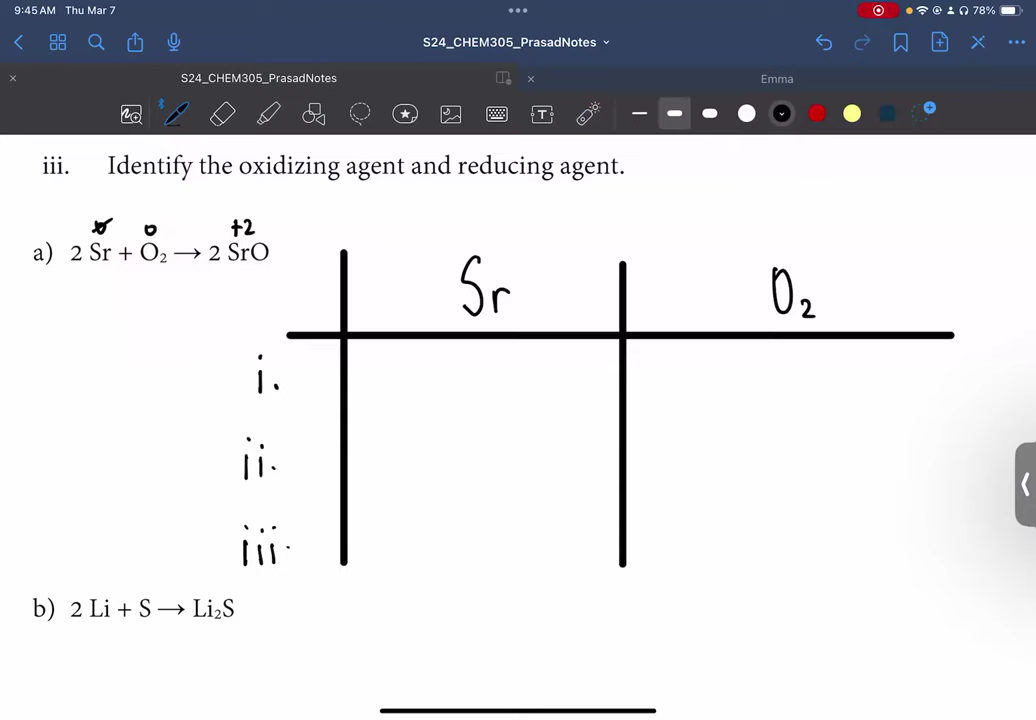 9:45 AM Thu Mar 7
78%
S24_CHEM305_PrasadNotes
S24_CHEM305_PrasadNotes
Emma
iii. Identify the oxidizing agent and reducing agent.
0 0 +2
a) 2 Sr + O₂ → 2 SrO
Sr O₂
i.
ii.
iii.
b) 2 Li + S → Li₂S